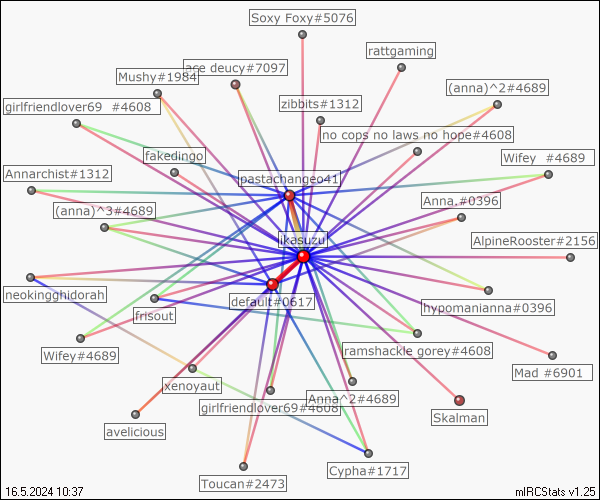 Soxy Foxy#5076
rattgaming
ace deucy#7097
Mushy#1984
(anna)^2#4689
girlfriendlover69 #4608
zibbits#1312
no cops no laws no hope#4608
fakedingo
Wifey #4689
Annarchist#1312
pastachangeo41
Anna.#0396
(anna)^3#4689
ikasuzu
AlpineRooster#2156
neokingghidorah
default#0617
hypomanianna#0396
frisout
Wifey#4689
ramshackle gorey#4608
xenoyaut
Mad #6901
Anna^2#4689
girlfriendlover69#4608
Skalman
avelicious
Cypha#1717
Toucan#2473
16.5.2024 10:37
mIRCStats v1.25